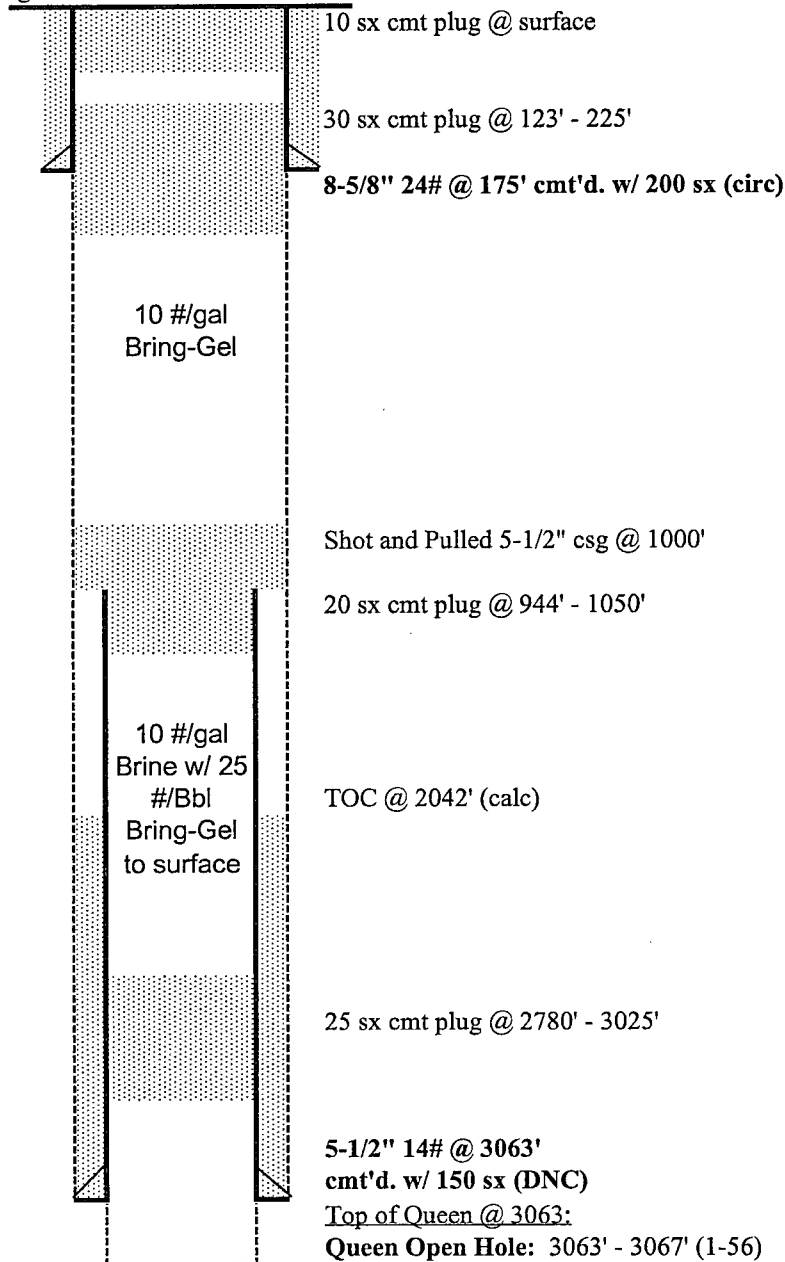 10 sx cmt plug @ surface
30 sx cmt plug @ 123' - 225'
8-5/8" 24# @ 175' cmt'd. w/ 200 sx (circ)
10 #/gal
Bring-Gel
Shot and Pulled 5-1/2" csg @ 1000'
20 sx cmt plug @ 944' - 1050'
10 #/gal
Brine w/ 25
#/Bbl
Bring-Gel
to surface
TOC @ 2042' (calc)
25 sx cmt plug @ 2780' - 3025'
5-1/2" 14# @ 3063'
cmt'd. w/ 150 sx (DNC)
Top of Queen @ 3063:
Queen Open Hole: 3063' - 3067' (1-56)